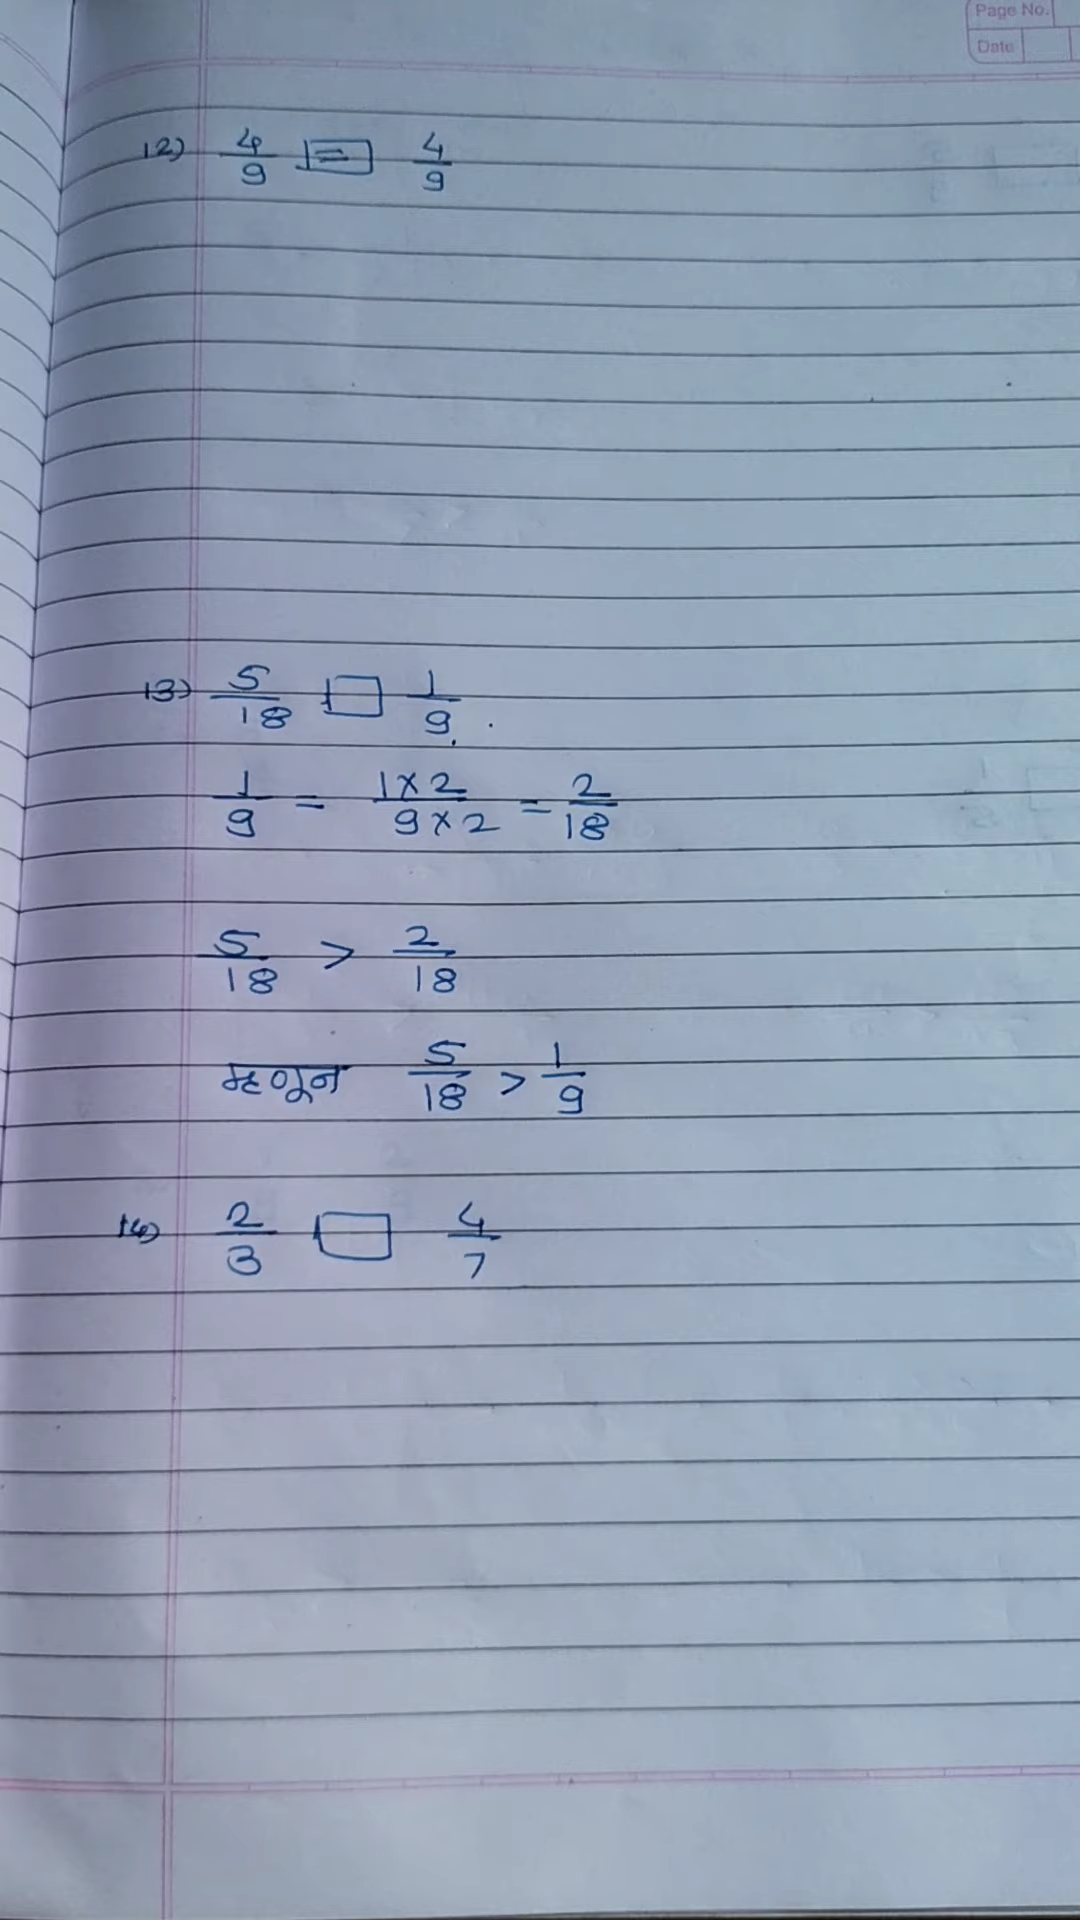 Page No.
Date
12) 4/9 [=] 4/9
13) 5/18 □ 1/9.
1/9 = 1×2/9×2 = 2/18
5/18 > 2/18
म्हणून 5/18 > 1/9
14) 2/3 □ 4/7